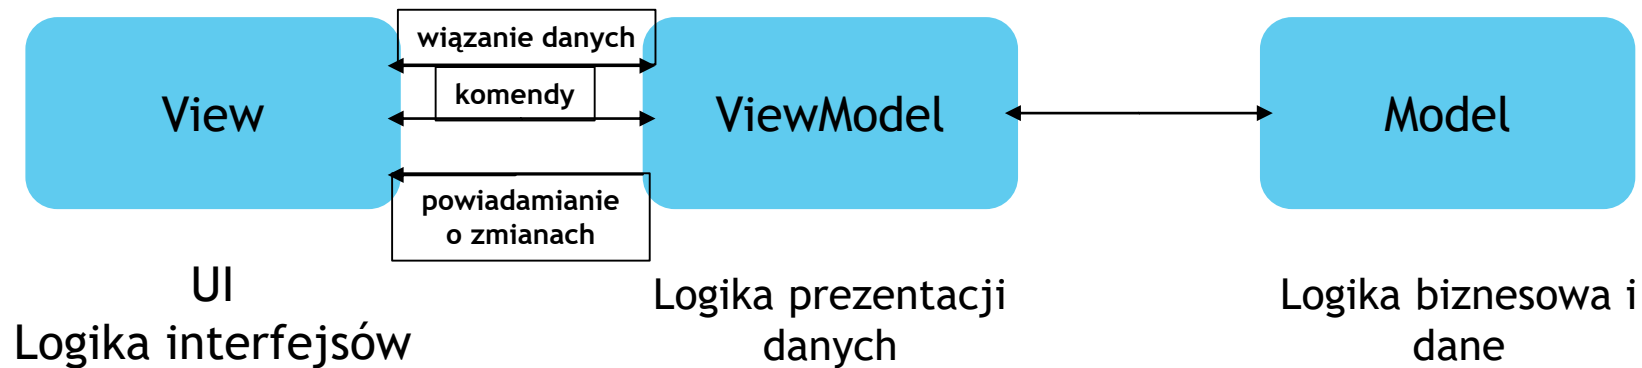 wiązanie danych
komendy
View
ViewModel
Model
powiadamianie
o zmianach
UI
Logika interfejsów
Logika prezentacji
danych
Logika biznesowa i
dane